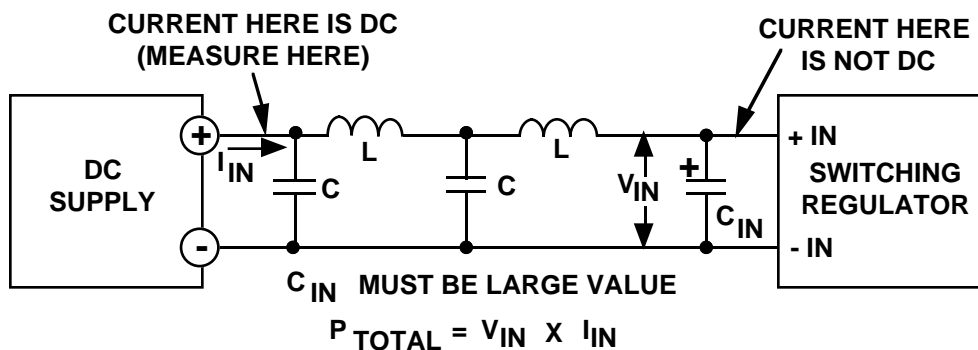 CURRENT HERE IS DC
(MEASURE HERE)
CURRENT HERE
IS NOT DC
DC
SUPPLY
+
-
I IN
L
C
L
C
V IN
+
C IN
+ IN
SWITCHING
REGULATOR
- IN
C IN MUST BE LARGE VALUE
P TOTAL = V IN X I IN